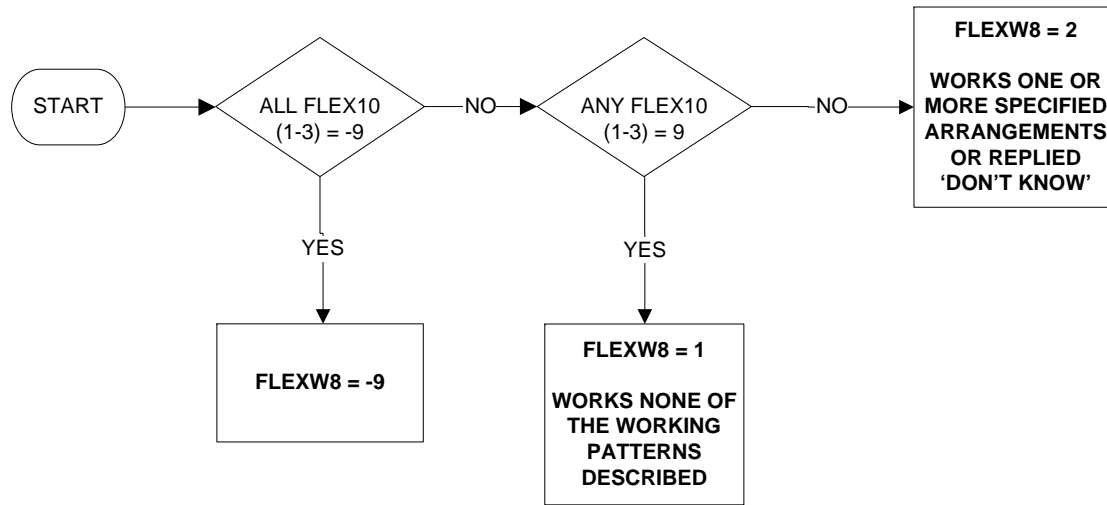 START
ALL FLEX10
(1-3) = -9
NO
ANY FLEX10
(1-3) = 9
NO
FLEXW8 = 2
WORKS ONE OR
MORE SPECIFIED
ARRANGEMENTS
OR REPLIED
‘DON’T KNOW’
YES
YES
FLEXW8 = -9
FLEXW8 = 1
WORKS NONE OF
THE WORKING
PATTERNS
DESCRIBED